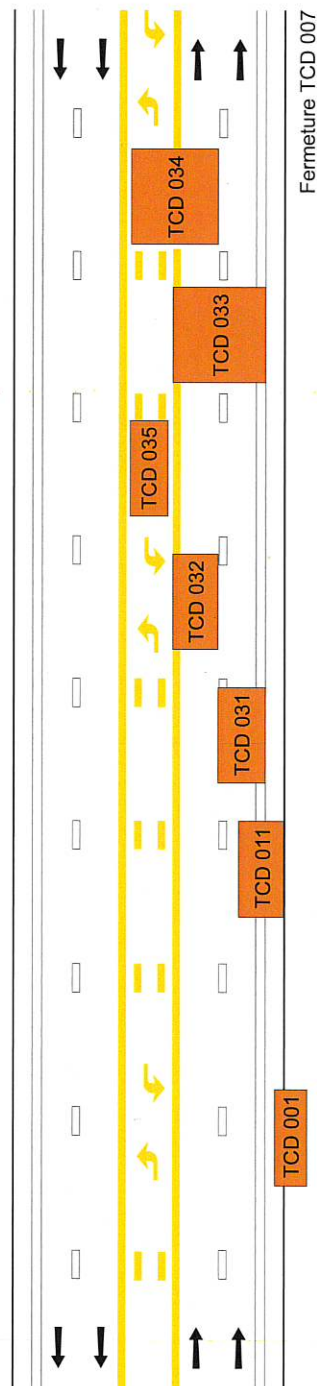 TCD 001
TCD 011
TCD 031
TCD 032
TCD 035
TCD 033
TCD 034
Fermeture TCD 007